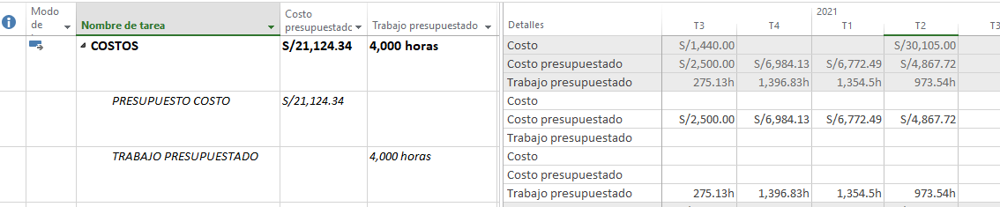 Modo de
Nombre de tarea
Costo presupuestado
Trabajo presupuestado
Detalles
2021
T3 T4 T1 T2 T3
COSTOS S/21,124.34 4,000 horas
Costo S/1,440.00 S/30,105.00
Costo presupuestado S/2,500.00 S/6,984.13 S/6,772.49 S/4,867.72
Trabajo presupuestado 275.13h 1,396.83h 1,354.5h 973.54h
PRESUPUESTO COSTO S/21,124.34
Costo
Costo presupuestado S/2,500.00 S/6,984.13 S/6,772.49 S/4,867.72
Trabajo presupuestado
TRABAJO PRESUPUESTADO 4,000 horas
Costo
Costo presupuestado
Trabajo presupuestado 275.13h 1,396.83h 1,354.5h 973.54h